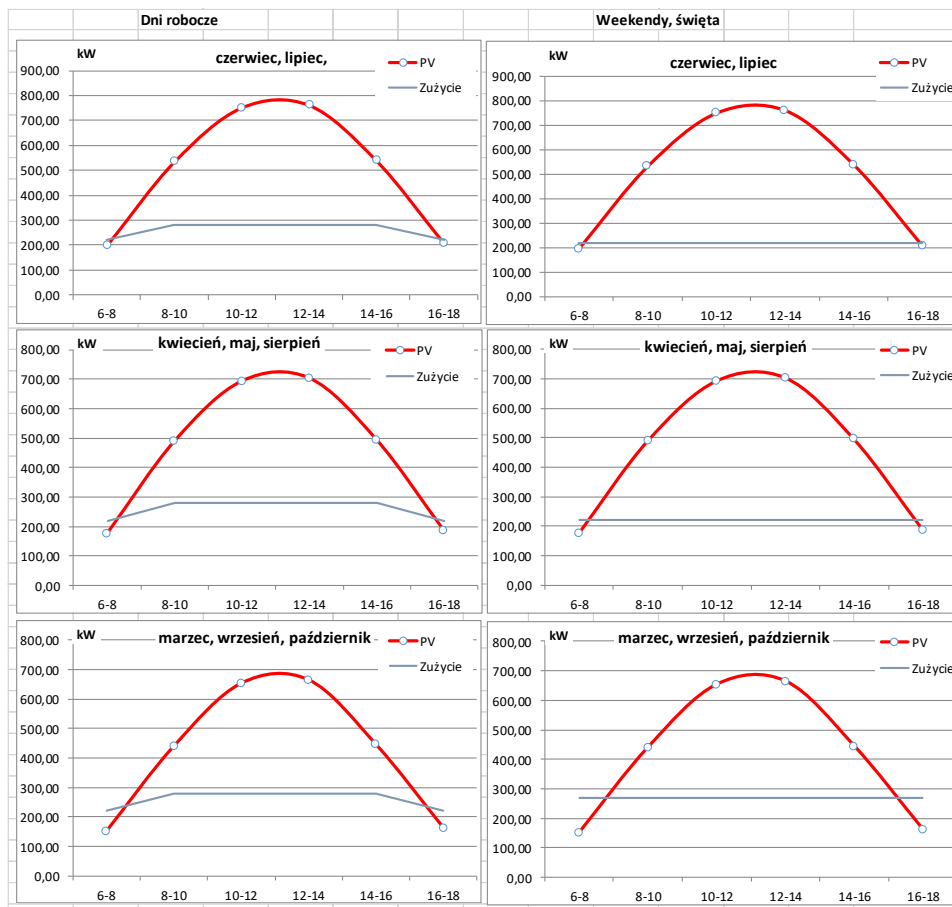 Dni robocze
Weekendy, święta
kW
czerwiec, lipiec,
PV
Zużycie
900,00
800,00
700,00
600,00
500,00
400,00
300,00
200,00
100,00
0,00
6-8 8-10 10-12 12-14 14-16 16-18
kW
czerwiec, lipiec
PV
Zużycie
900,00
800,00
700,00
600,00
500,00
400,00
300,00
200,00
100,00
0,00
6-8 8-10 10-12 12-14 14-16 16-18
kW
kwiecień, maj, sierpień
PV
Zużycie
800,00
700,00
600,00
500,00
400,00
300,00
200,00
100,00
0,00
6-8 8-10 10-12 12-14 14-16 16-18
kW
kwiecień, maj, sierpień
PV
Zużycie
800,00
700,00
600,00
500,00
400,00
300,00
200,00
100,00
0,00
6-8 8-10 10-12 12-14 14-16 16-18
kW
marzec, wrzesień, październik
PV
Zużycie
800,00
700,00
600,00
500,00
400,00
300,00
200,00
100,00
0,00
6-8 8-10 10-12 12-14 14-16 16-18
kW
marzec, wrzesień, październik
PV
Zużycie
800,00
700,00
600,00
500,00
400,00
300,00
200,00
100,00
0,00
6-8 8-10 10-12 12-14 14-16 16-18